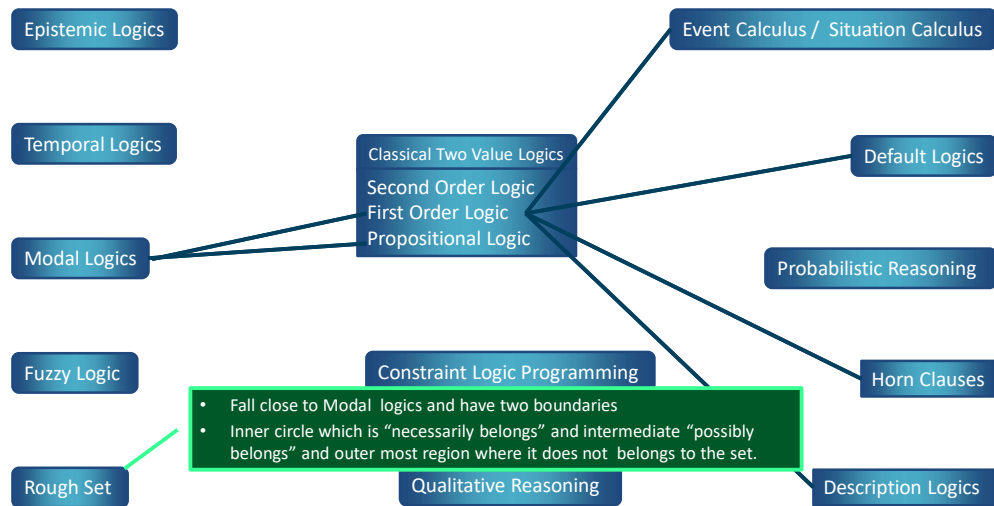 Epistemic Logics
Event Calculus / Situation Calculus
Temporal Logics
Classical Two Value Logics
Default Logics
Second Order Logic
First Order Logic
Propositional Logic
Modal Logics
Probabilistic Reasoning
Fuzzy Logic
Constraint Logic Programming
Horn Clauses
• Fall close to Modal logics and have two boundaries
• Inner circle which is “necessarily belongs” and intermediate “possibly
belongs” and outer most region where it does not belongs to the set.
Rough Set
Qualitative Reasoning
Description Logics